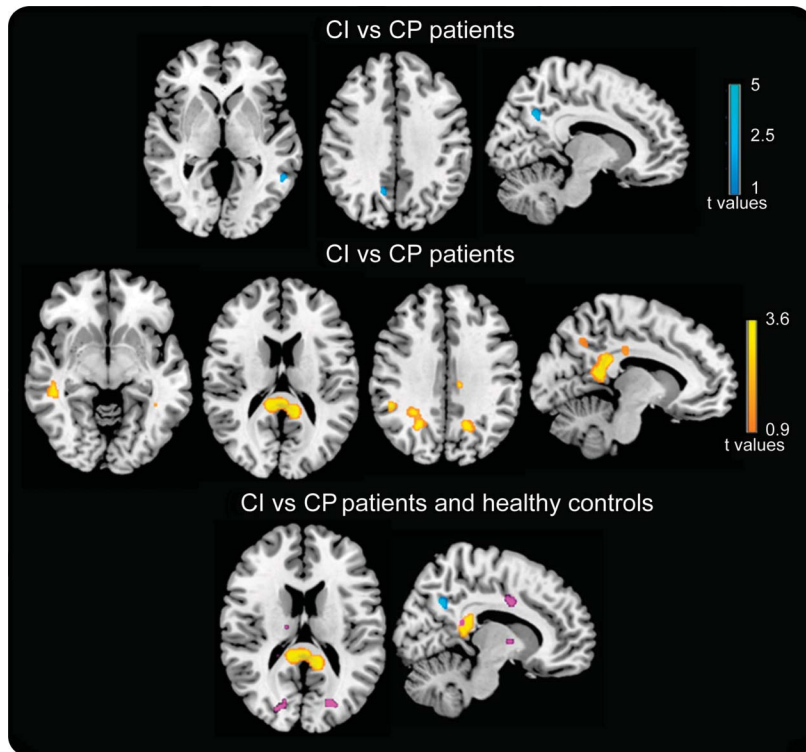 CI vs CP patients
5
2.5
1
t values
CI vs CP patients
3.6
0.9
t values
CI vs CP patients and healthy controls